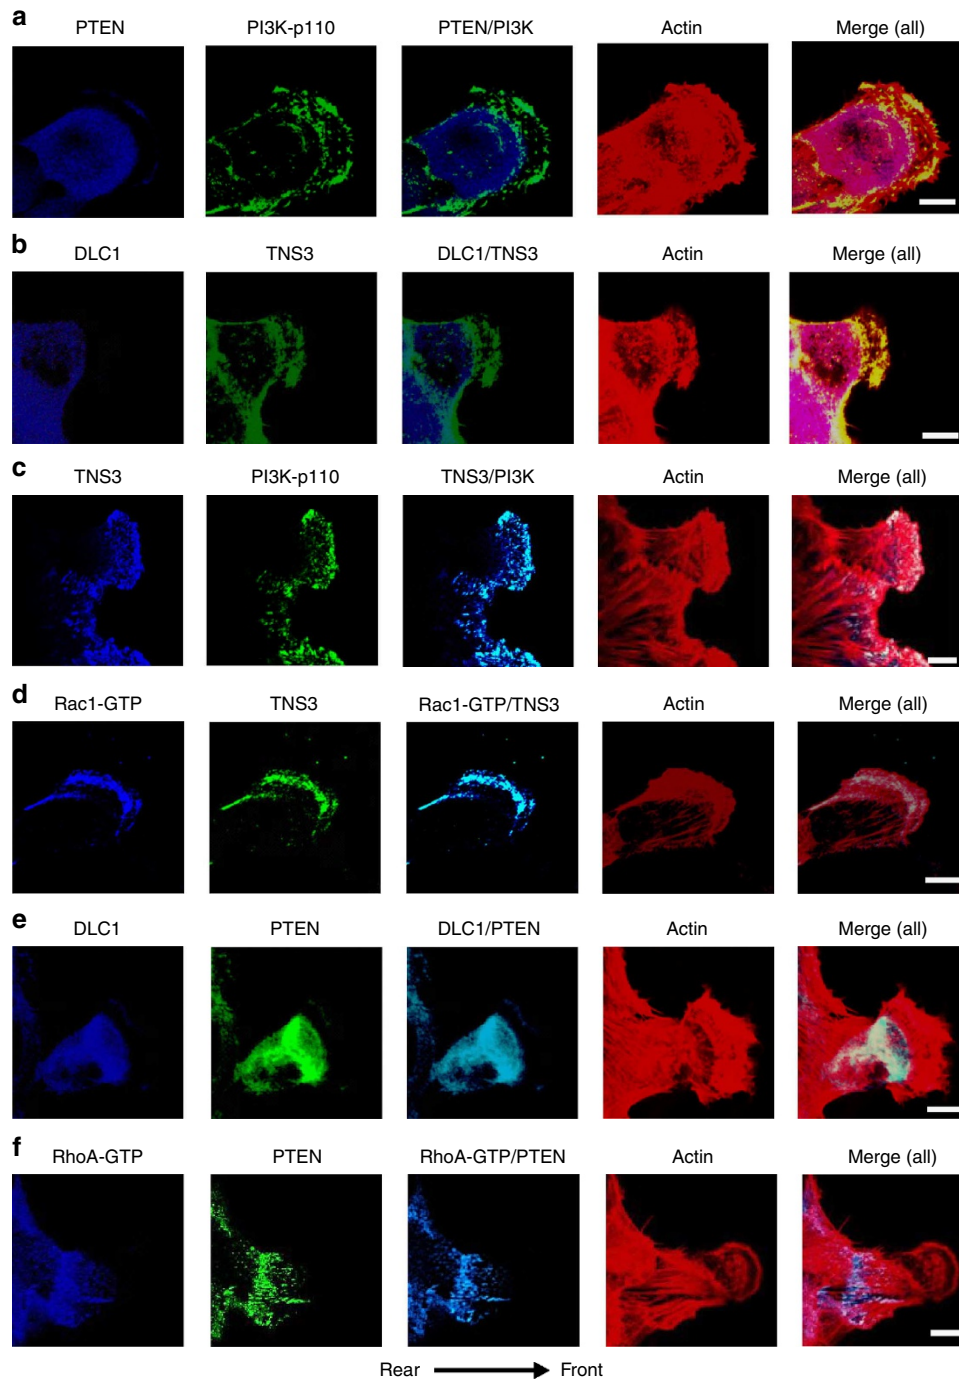 a
PTEN PI3K-p110 PTEN/PI3K Actin Merge (all)
b
DLC1 TNS3 DLC1/TNS3 Actin Merge (all)
c
TNS3 PI3K-p110 TNS3/PI3K Actin Merge (all)
d
Rac1-GTP TNS3 Rac1-GTP/TNS3 Actin Merge (all)
e
DLC1 PTEN DLC1/PTEN Actin Merge (all)
f
RhoA-GTP PTEN RhoA-GTP/PTEN Actin Merge (all)
Rear Front